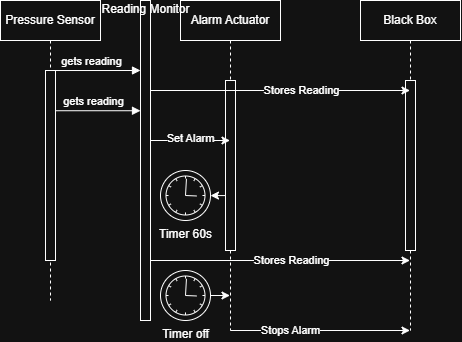 Reading Monitor
Pressure Sensor
Alarm Actuator
Black Box
gets reading
Stores Reading
gets reading
Set Alarm
Timer 60s
Stores Reading
Timer off
Stops Alarm